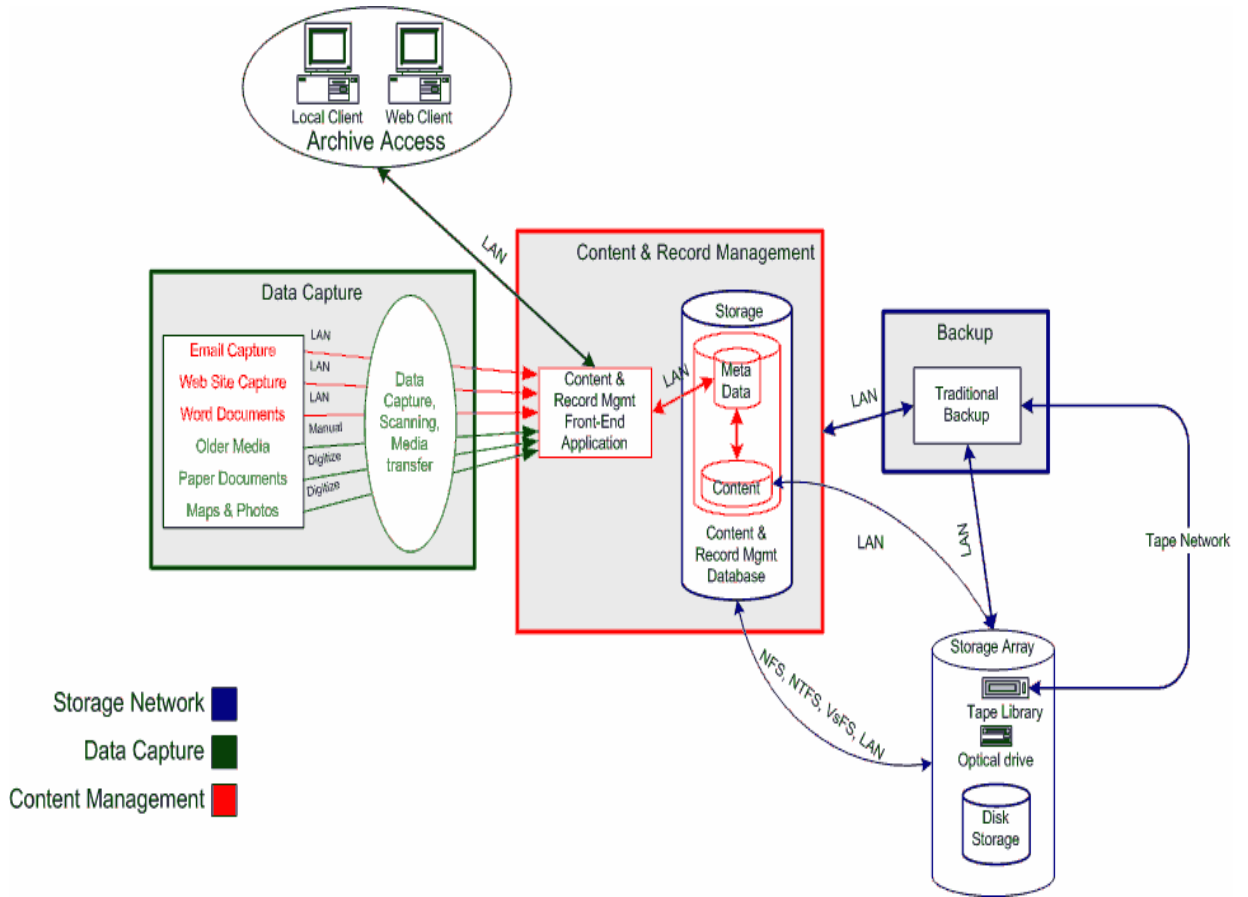 Local Client
Web Client
Archive Access
LAN
Content & Record Management
Data Capture
Email Capture
Web Site Capture
Word Documents
Older Media
Paper Documents
Maps & Photos
LAN
LAN
LAN
Manual
Digitize
Digitize
Data
Capture,
Scanning,
Media
transfer
Content &
Record Mgmt
Front-End
Application
LAN
Storage
Meta
Data
Content
Content &
Record Mgmt
Database
LAN
Backup
Traditional
Backup
LAN
LAN
Tape Network
NFS, NTFS, VsFS, LAN
Storage Array
Tape Library
Optical drive
Disk
Storage
Storage Network
Data Capture
Content Management